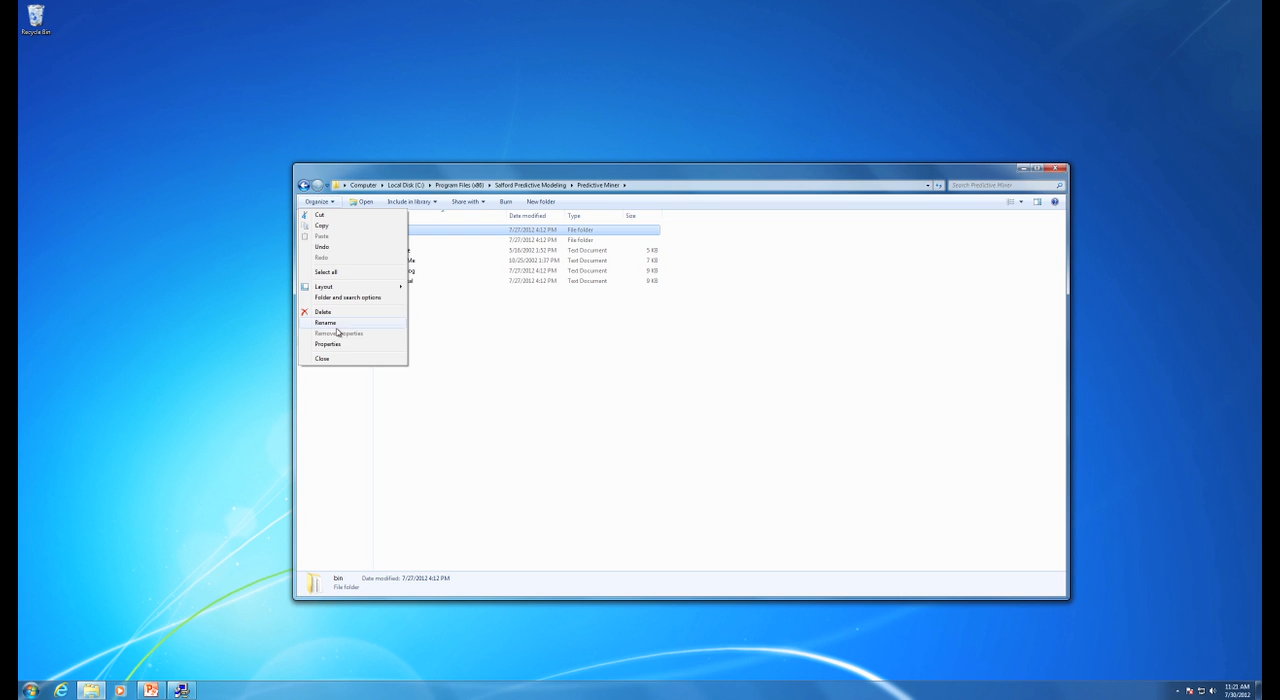 Recycle Bin
Computer Local Disk (C:) Program Files (x86) Salford Predictive Modeling Predictive Miner
Search Predictive Miner
Organize Open Include in library Share with Burn New folder
Cut
Copy
Paste
Undo
Redo
Select all
Layout
Folder and search options
Delete
Rename
Remove properties
Properties
Close
Date modified Type Size
7/27/2012 4:12 PM File folder
7/27/2012 4:12 PM File folder
5/16/2002 1:52 PM Text Document 5 KB
10/25/2002 1:37 PM Text Document 7 KB
7/27/2012 4:12 PM Text Document 9 KB
7/27/2012 4:12 PM Text Document 9 KB
bin Date modified: 7/27/2012 4:12 PM
File folder
11:21 AM
7/30/2012